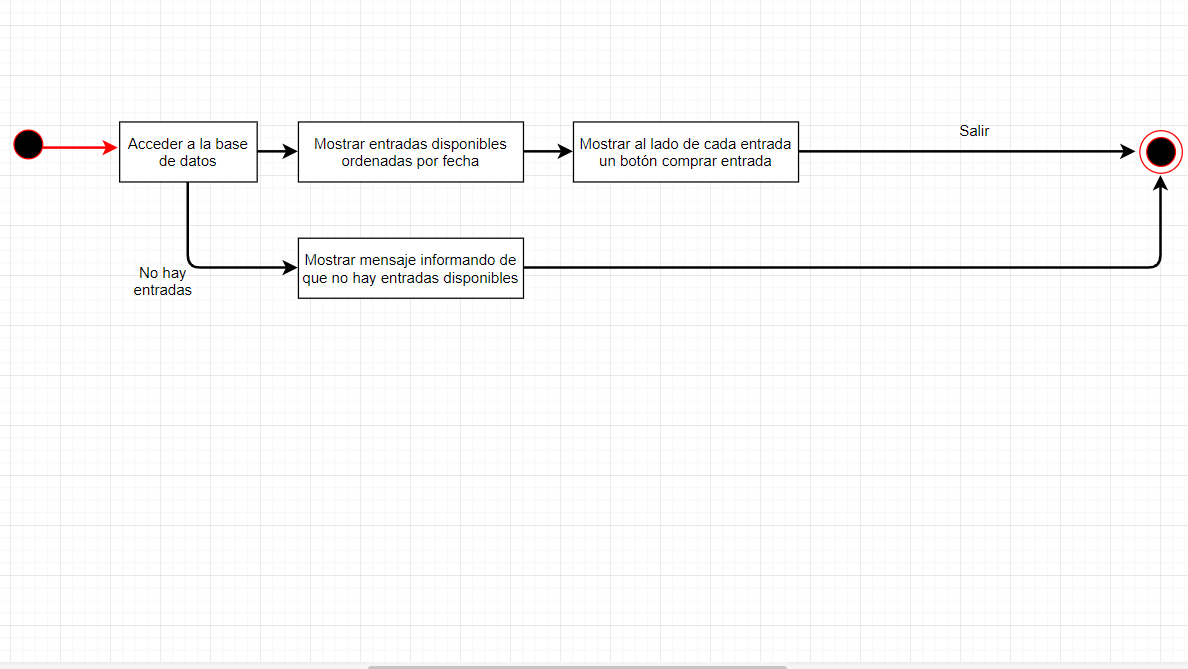 Acceder a la base
de datos
Mostrar entradas disponibles
ordenadas por fecha
Mostrar al lado de cada entrada
un botón comprar entrada
Salir
No hay
entradas
Mostrar mensaje informando de
que no hay entradas disponibles